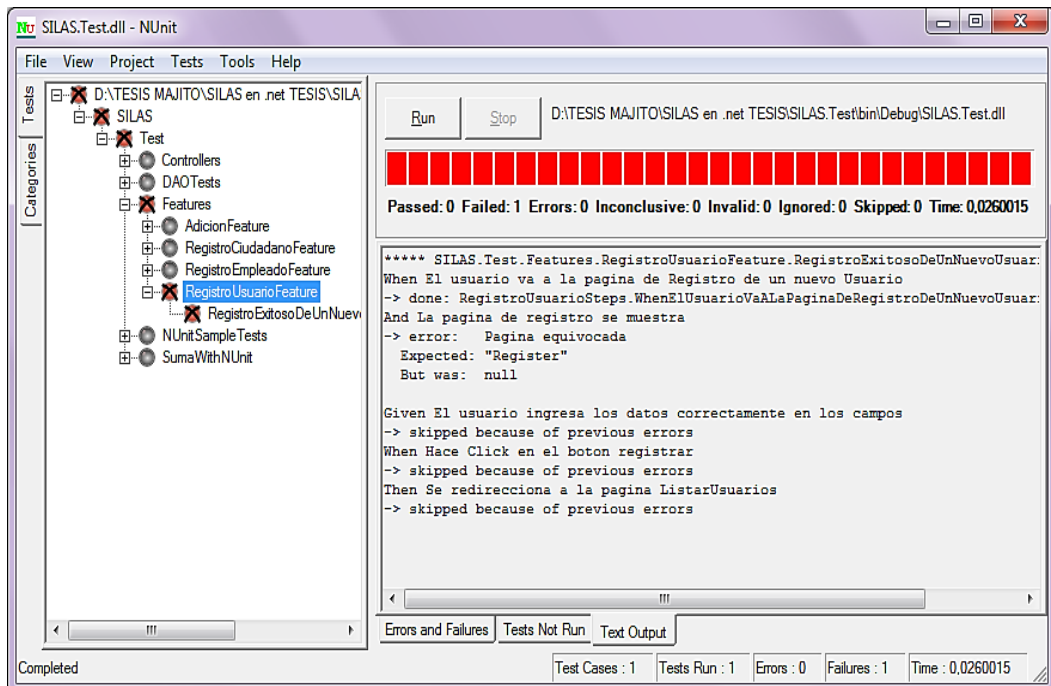 SILAS.Test.dll - NUnit
File View Project Tests Tools Help
Tests
Categories
D:\TESIS MAJITO\SILAS en .net TESIS\SILA
SILAS
Test
Controllers
DAOTests
Features
AdicionFeature
RegistroCiudadanoFeature
RegistroEmpleadoFeature
RegistroUsuarioFeature
RegistroExitosoDeUnNuev
NUnitSampleTests
SumaWithNUnit
Run Stop D:\TESIS MAJITO\SILAS en .net TESIS\SILAS.Test\bin\Debug\SILAS.Test.dll
Passed: 0 Failed: 1 Errors: 0 Inconclusive: 0 Invalid: 0 Ignored: 0 Skipped: 0 Time: 0,0260015
***** SILAS.Test.Features.RegistroUsuarioFeature.RegistroExitosoDeUnNuevoUsuar
When El usuario va a la pagina de Registro de un nuevo Usuario
-> done: RegistroUsuarioSteps.WhenElUsuarioVaALaPaginaDeRegistroDeUnNuevoUsuar
And La pagina de registro se muestra
-> error: Pagina equivocada
Expected: "Register"
But was: null
Given El usuario ingresa los datos correctamente en los campos
-> skipped because of previous errors
When Hace Click en el boton registrar
-> skipped because of previous errors
Then Se redirecciona a la pagina ListarUsuarios
-> skipped because of previous errors
Errors and Failures Tests Not Run Text Output
Completed Test Cases : 1 Tests Run : 1 Errors : 0 Failures : 1 Time : 0,0260015